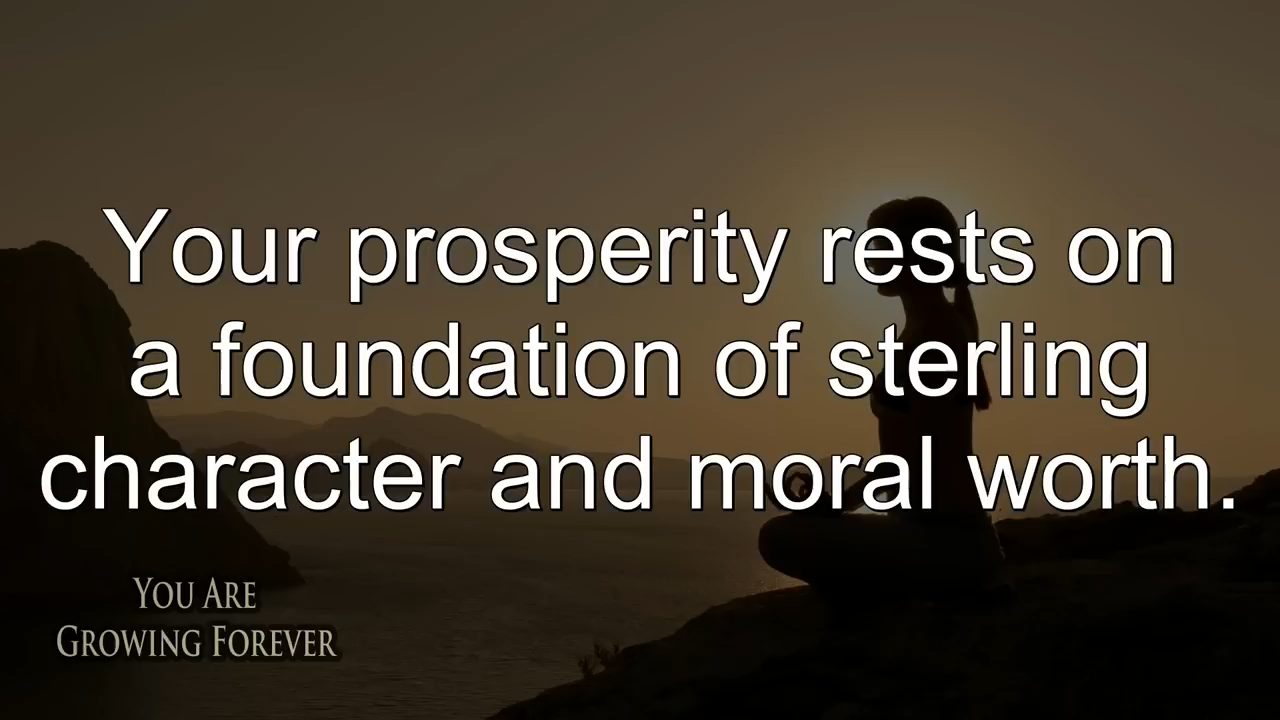 Your prosperity rests on
a foundation of sterling
character and moral worth.
You Are
Growing Forever